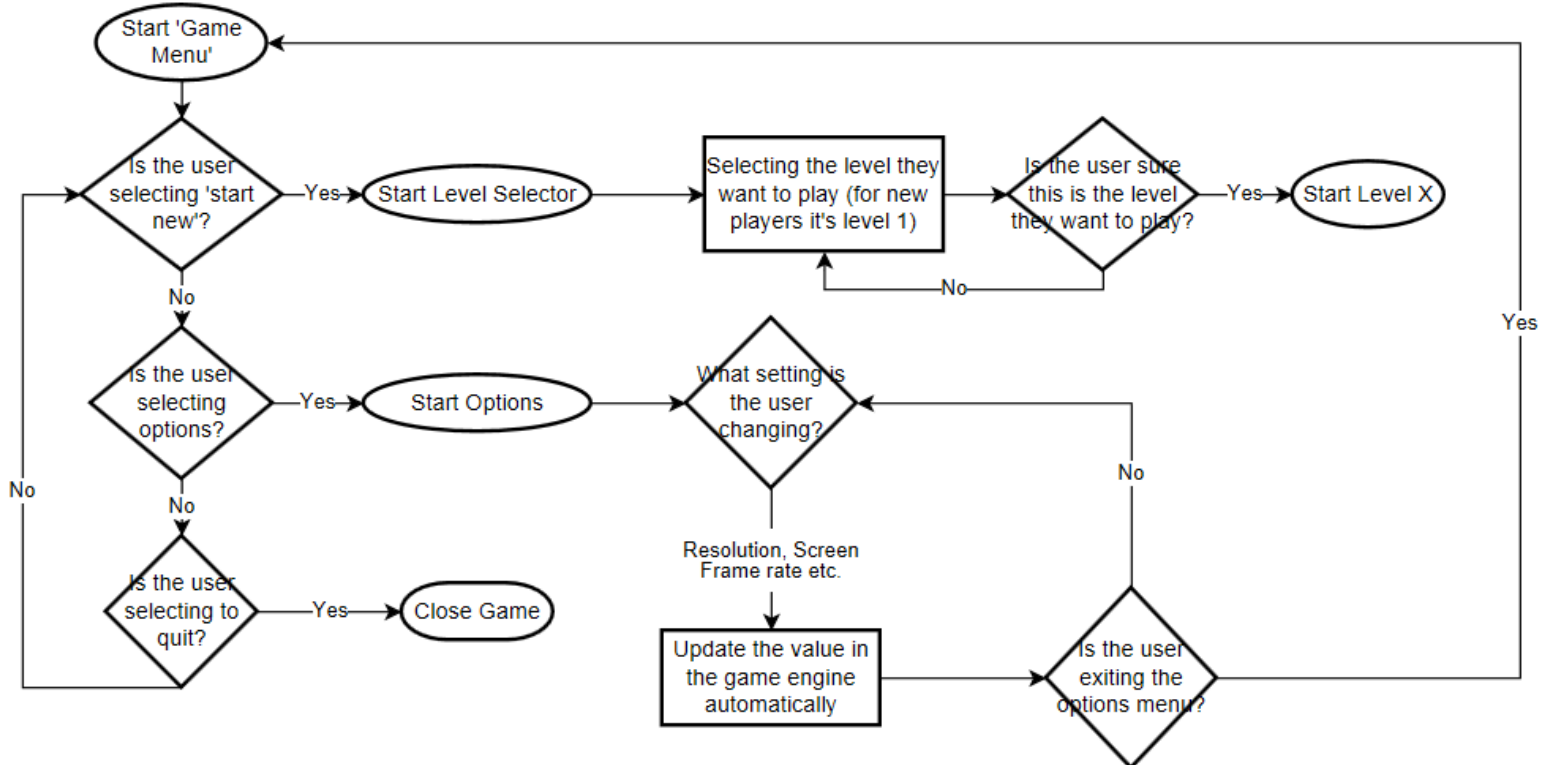 Start 'Game
Menu'
Is the user
selecting 'start
new'?
Yes
Start Level Selector
Selecting the level they
want to play (for new
players it's level 1)
Is the user sure
this is the level
they want to play?
Yes
Start Level X
No
No
Is the user
selecting
options?
Yes
Start Options
What setting is
the user
changing?
Yes
No
No
No
Resolution, Screen
Frame rate etc.
Is the user
selecting to
quit?
Yes
Close Game
Update the value in
the game engine
automatically
Is the user
exiting the
options menu?